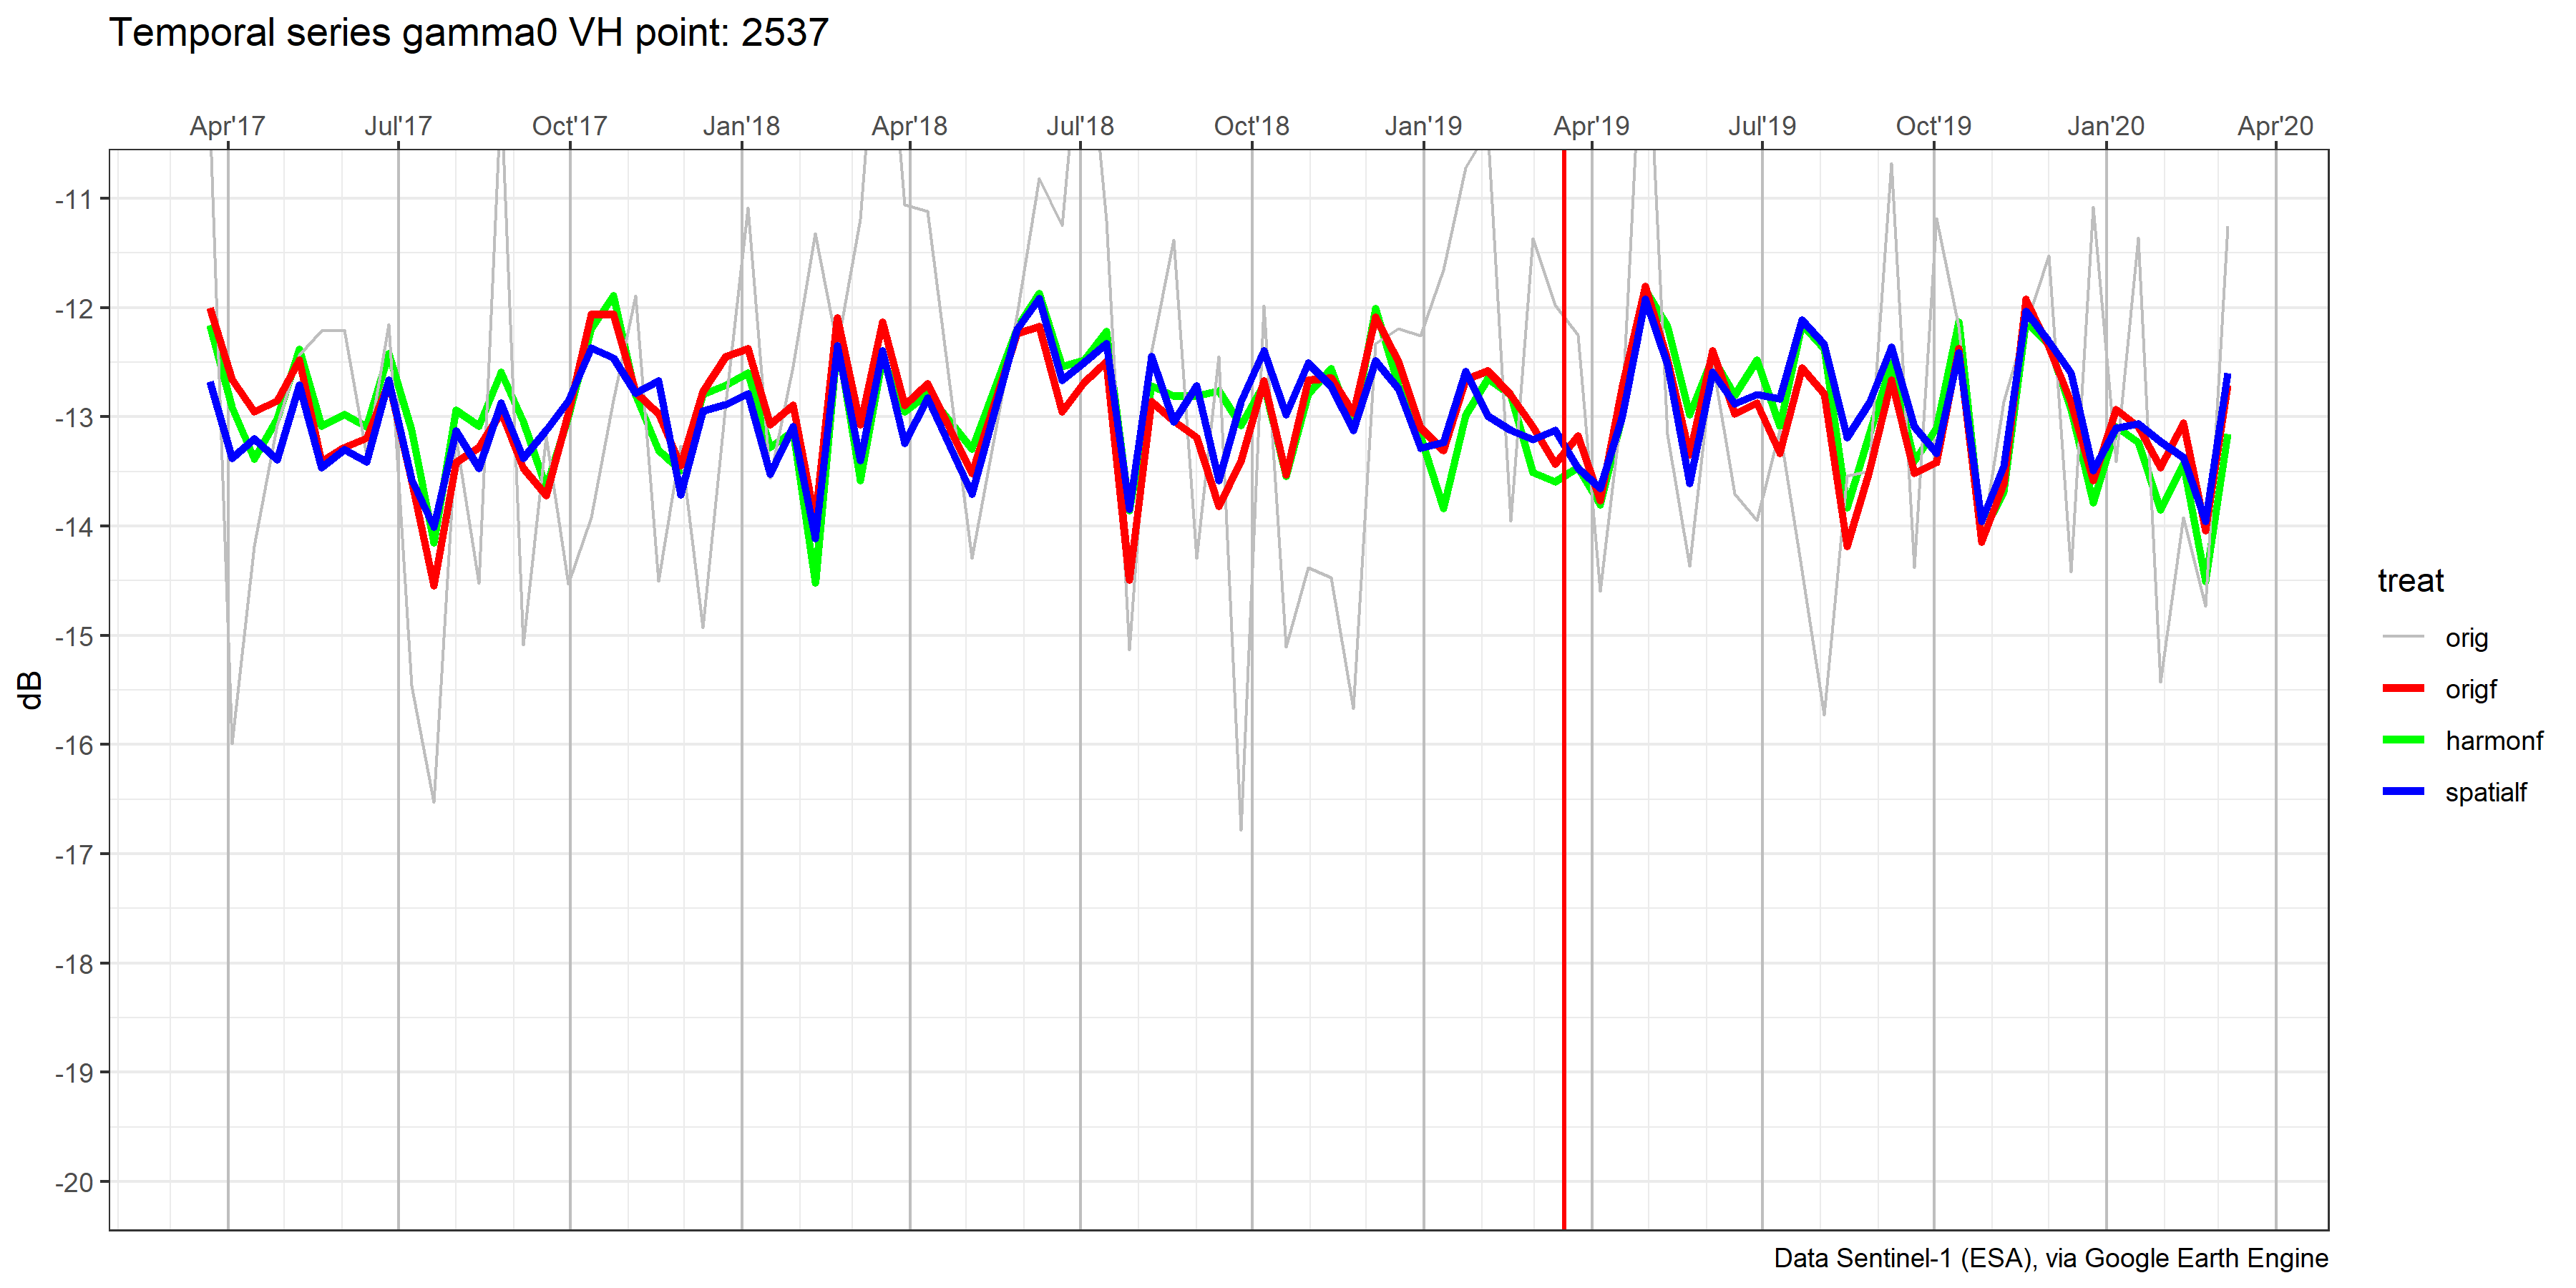 Temporal series gamma0 VH point: 2537
Apr'17 Jul'17 Oct'17 Jan'18 Apr'18 Jul'18 Oct'18 Jan'19 Apr'19 Jul'19 Oct'19 Jan'20 Apr'20
-11
-12
-13
-14
-15
-16
-17
-18
-19
-20
dB
treat
orig
origf
harmonf
spatialf
Data Sentinel-1 (ESA), via Google Earth Engine